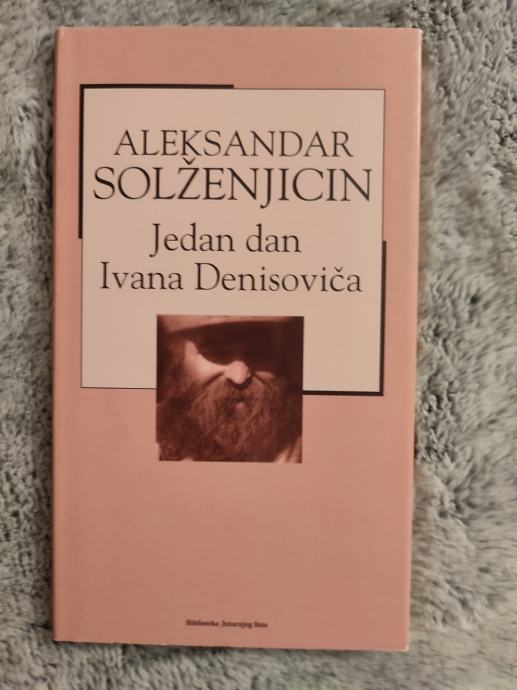 ALEKSANDAR
SOLŽENJICIN
Jedan dan
Ivana Denisoviča
Biblioteka Jutarnjeg lista